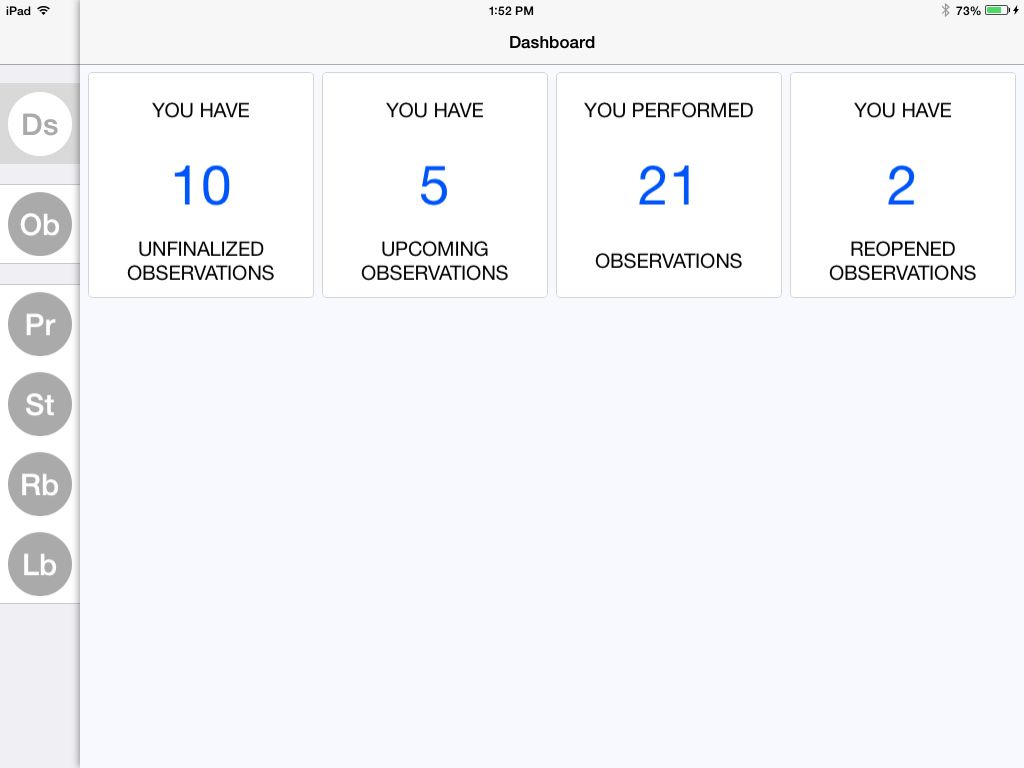 iPad
1:52 PM
73%
Dashboard
Ds
Ob
Pr
St
Rb
Lb
YOU HAVE
10
UNFINALIZED
OBSERVATIONS
YOU HAVE
5
UPCOMING
OBSERVATIONS
YOU PERFORMED
21
OBSERVATIONS
YOU HAVE
2
REOPENED
OBSERVATIONS